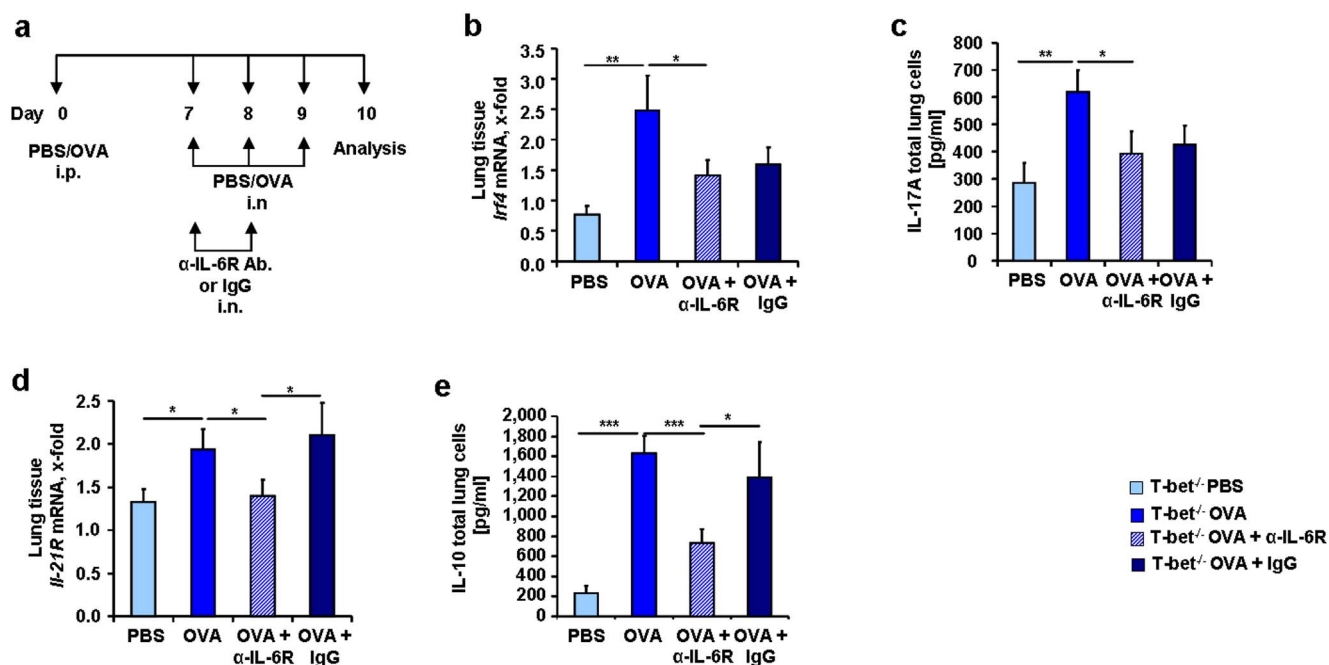 a
Day 0 7 8 9 10
PBS/OVA
i.p.
Analysis
PBS/OVA
i.n
α-IL-6R Ab.
or IgG
i.n.
b
Lung tissue
Irf4 mRNA, x-fold
3.5
3.0
2.5
2.0
1.5
1.0
0.5
0.0
** *
PBS OVA OVA + OVA +
α-IL-6R IgG
c
IL-17A total lung cells
[pg/ml]
800
700
600
500
400
300
200
100
0
** *
PBS OVA OVA + OVA +
α-IL-6R IgG
d
Lung tissue
Il-21R mRNA, x-fold
2.5
2.0
1.5
1.0
0.5
0.0
* * *
PBS OVA OVA + OVA +
α-IL-6R IgG
e
IL-10 total lung cells
[pg/ml]
2,000
1,800
1,600
1,400
1,200
1,000
800
600
400
200
0
*** *** *
PBS OVA OVA + OVA +
α-IL-6R IgG
T-bet-/- PBS
T-bet-/- OVA
T-bet-/- OVA + α-IL-6R
T-bet-/- OVA + IgG